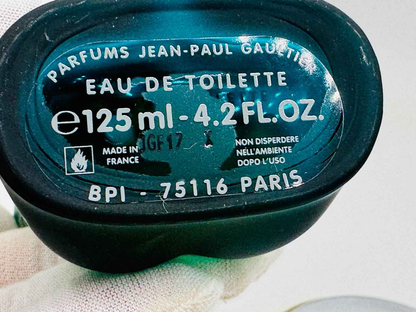 PARFUMS JEAN-PAUL GAULTIER
EAU DE TOILETTE
℮125 ml - 4.2 FL.OZ.
MADE IN
FRANCE
NON DISPERDERE
NELL'AMBIENTE
DOPO L'USO
BPI - 75116 PARIS